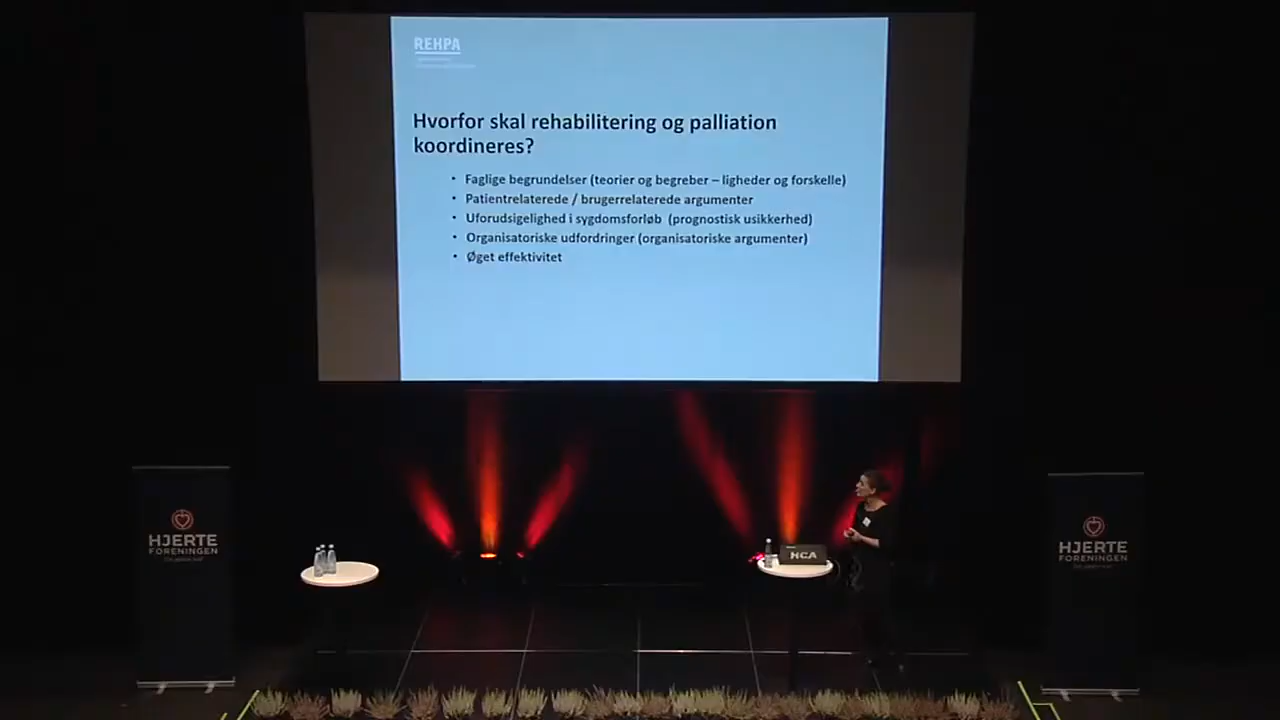 REHPA
Hvorfor skal rehabilitering og palliation
koordineres?
• Faglige begrundelser (teorier og begreber – ligheder og forskelle)
• Patientrelaterede / brugerrelaterede argumenter
• Uforudsigelighed i sygdomsforløb (prognostisk usikkerhed)
• Organisatoriske udfordringer (organisatoriske argumenter)
• Øget effektivitet
HJERTE
FORENINGEN
HCA
HJERTE
FORENINGEN